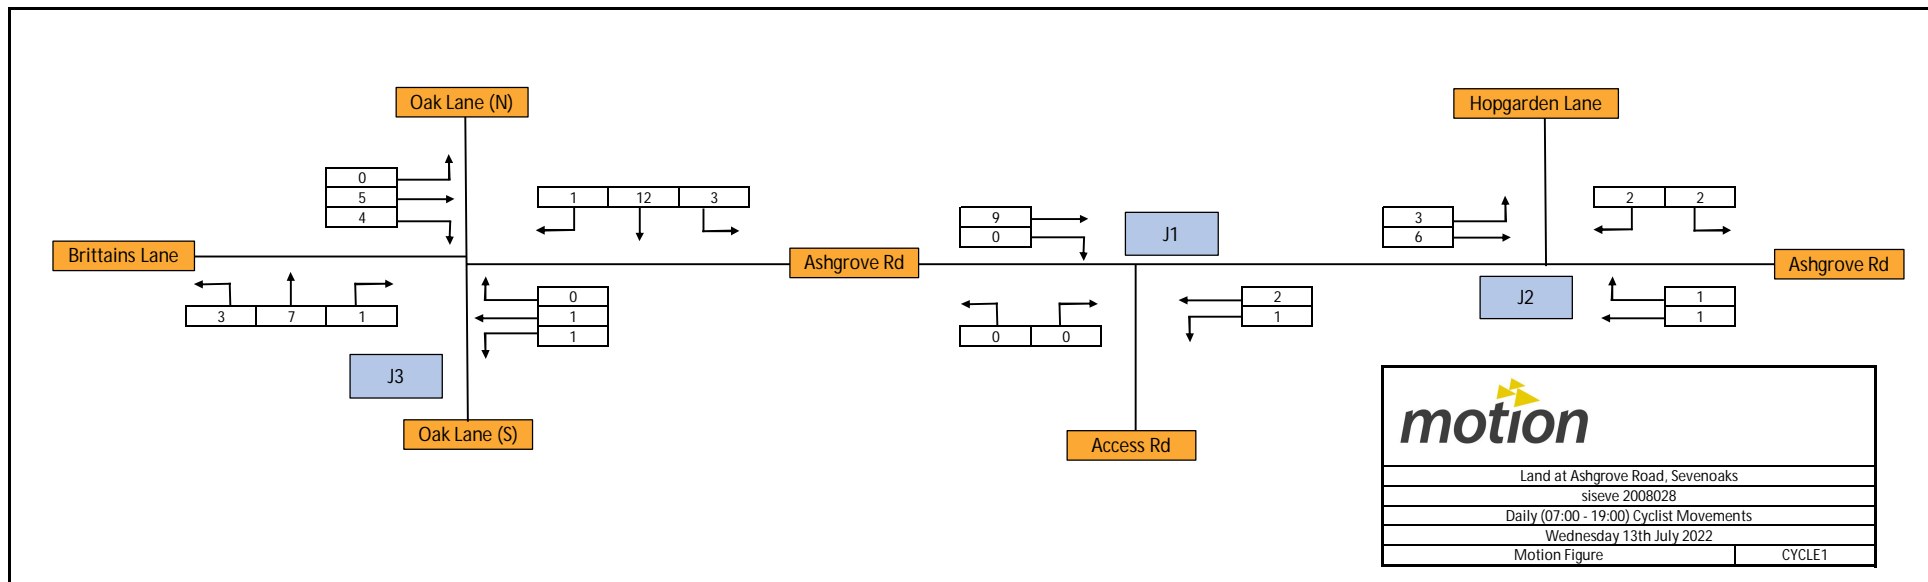 Oak Lane (N)
Hopgarden Lane
0
5
4
1 12 3
9
0
J1
3
6
2 2
Brittains Lane
Ashgrove Rd
Ashgrove Rd
3 7 1
0
1
1
0 0
2
1
J2
1
1
J3
Oak Lane (S)
Access Rd
motion
Land at Ashgrove Road, Sevenoaks
siseve 2008028
Daily (07:00 - 19:00) Cyclist Movements
Wednesday 13th July 2022
Motion Figure CYCLE1